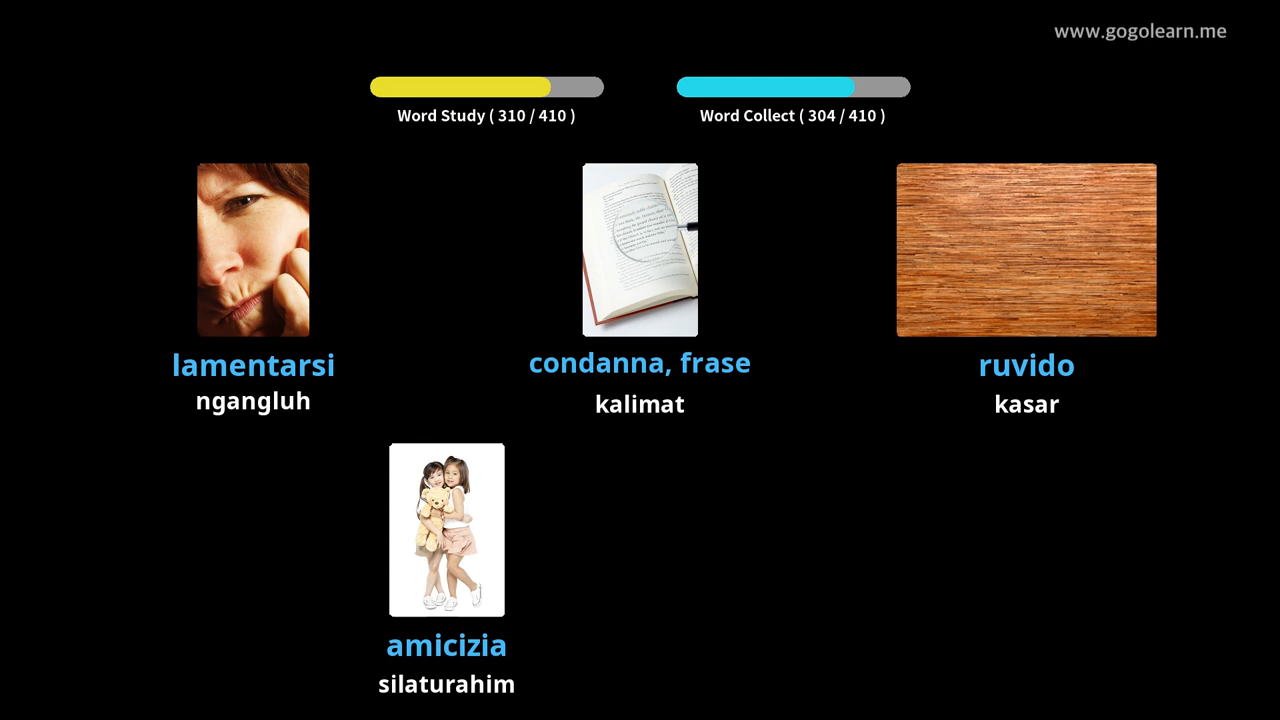 www.gogolearn.me
Word Study ( 310 / 410 )
Word Collect ( 304 / 410 )
lamentarsi
ngangluh
condanna, frase
kalimat
ruvido
kasar
amicizia
silaturahim